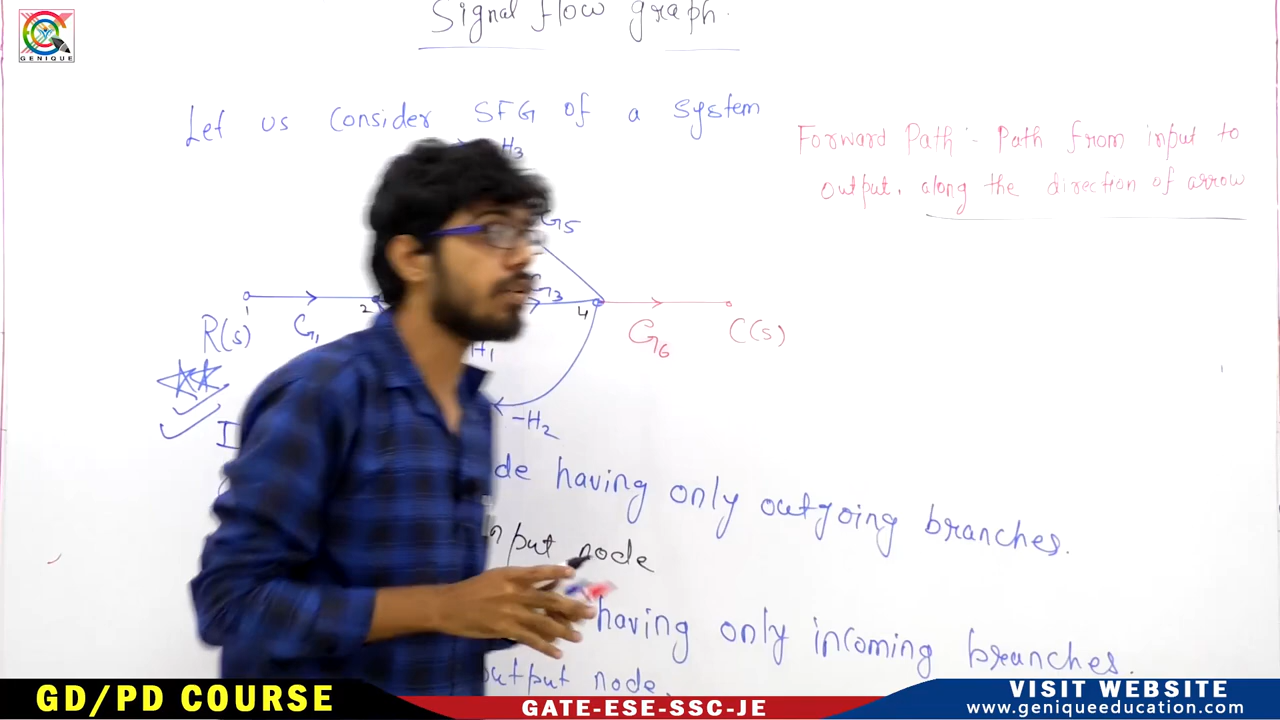 GENIQUE
Signal flow graph.
Let us consider SFG of a system
H3
Forward Path :- Path from input to
output, along the direction of arrow
G5
G3
1
2
4
R(s)
G1
G6
C(s)
H1
-H2
having only outgoing branches.
node
having only incoming branches.
output node.
GD/PD COURSE
GATE-ESE-SSC-JE
VISIT WEBSITE
www.geniqueeducation.com